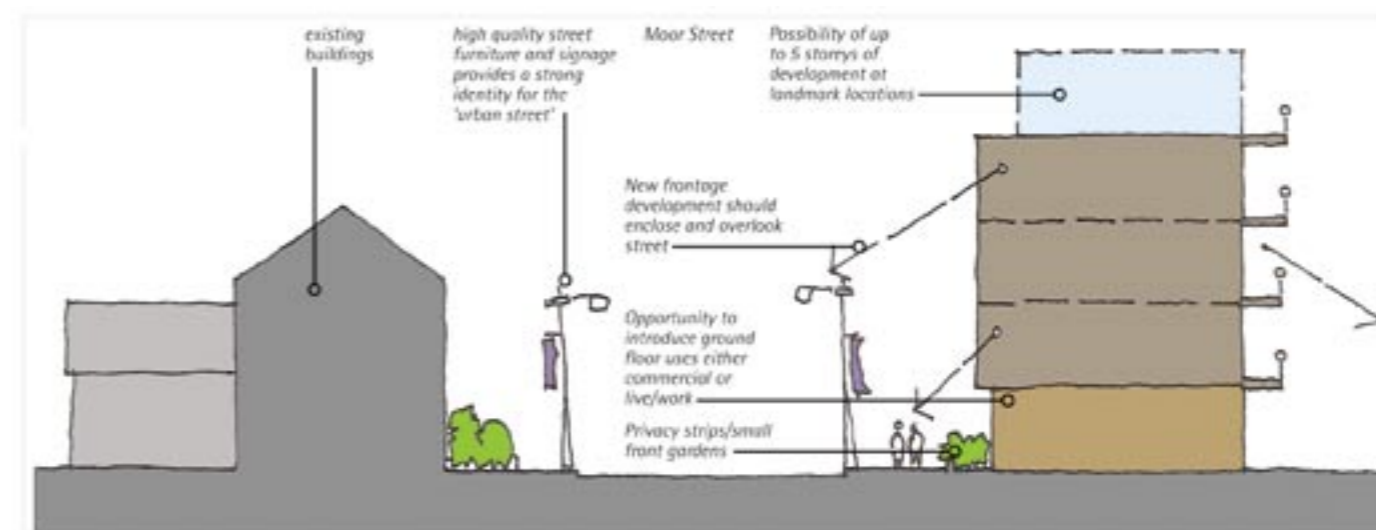 existing
buildings
high quality street
furniture and signage
provides a strong
identity for the
'urban street'
Moor Street
Possibility of up
to 5 storeys of
development at
landmark locations
New frontage
development should
enclose and overlook
street
Opportunity to
introduce ground
floor uses either
commercial or
live/work
Privacy strips/small
front gardens